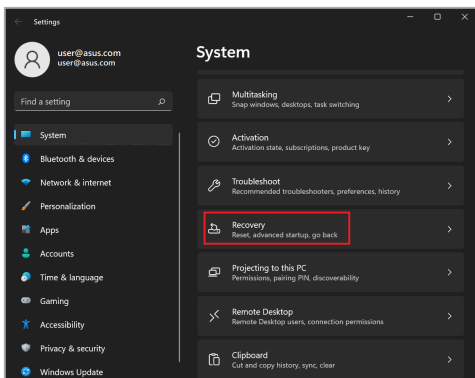 Settings
user@asus.com
user@asus.com
Find a setting
System
Bluetooth & devices
Network & internet
Personalization
Apps
Accounts
Time & language
Gaming
Accessibility
Privacy & security
Windows Update
System
Multitasking
Snap windows, desktops, task switching
Activation
Activation state, subscriptions, product key
Troubleshoot
Recommended troubleshooters, preferences, history
Recovery
Reset, advanced startup, go back
Projecting to this PC
Permissions, pairing PIN, discoverability
Remote Desktop
Remote Desktop users, connection permissions
Clipboard
Cut and copy history, sync, clear